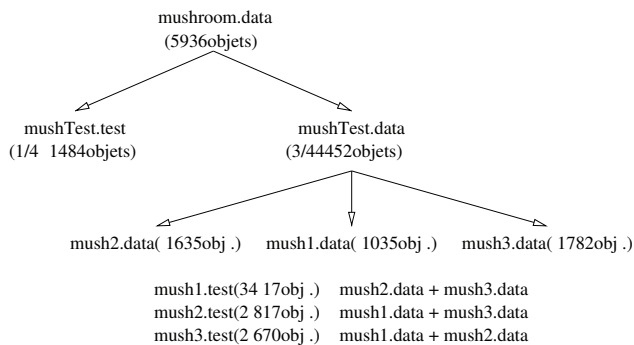 mushroom.data
(5936objets)
mushTest.test
(1/4 1484objets)
mushTest.data
(3/44452objets)
mush2.data( 1635obj .) mush1.data( 1035obj .) mush3.data( 1782obj .)
mush1.test(34 17obj .) mush2.data + mush3.data
mush2.test(2 817obj .) mush1.data + mush3.data
mush3.test(2 670obj .) mush1.data + mush2.data